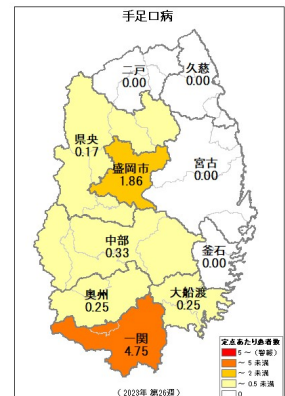 手足口病
二戸
0.00
久慈
0.00
県央
0.17
盛岡市
1.86
宮古
0.00
中部
0.33
釜石
0.00
奥州
0.25
大船渡
0.25
一関
4.75
定点あたり患者数
5～(警報)
～5未満
～2未満
～0.5未満
0
(2023年 第26週)